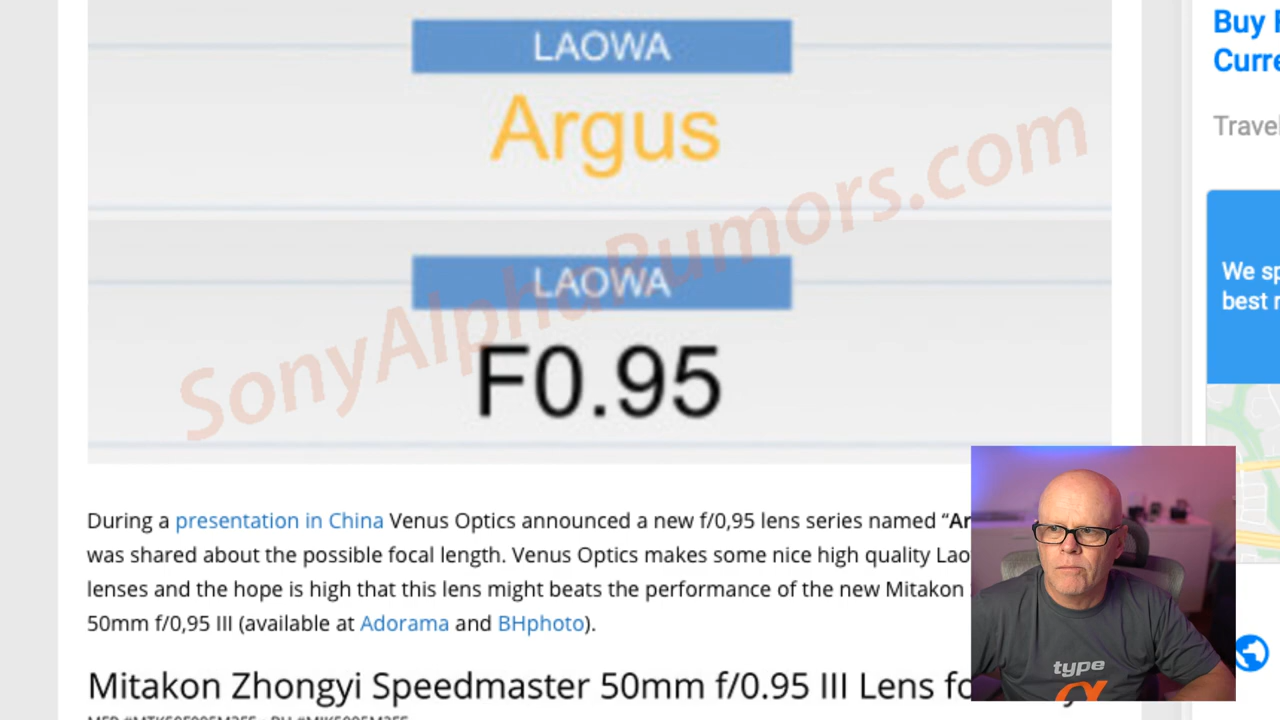 LAOWA
Argus
LAOWA
F0.95
SonyAlphaRumors.com
During a presentation in China Venus Optics announced a new f/0,95 lens series named “Ar
was shared about the possible focal length. Venus Optics makes some nice high quality Lao
lenses and the hope is high that this lens might beats the performance of the new Mitakon
50mm f/0,95 III (available at Adorama and BHphoto).
Mitakon Zhongyi Speedmaster 50mm f/0.95 III Lens fo
Buy
Curre
Travel
We sp
best r
type